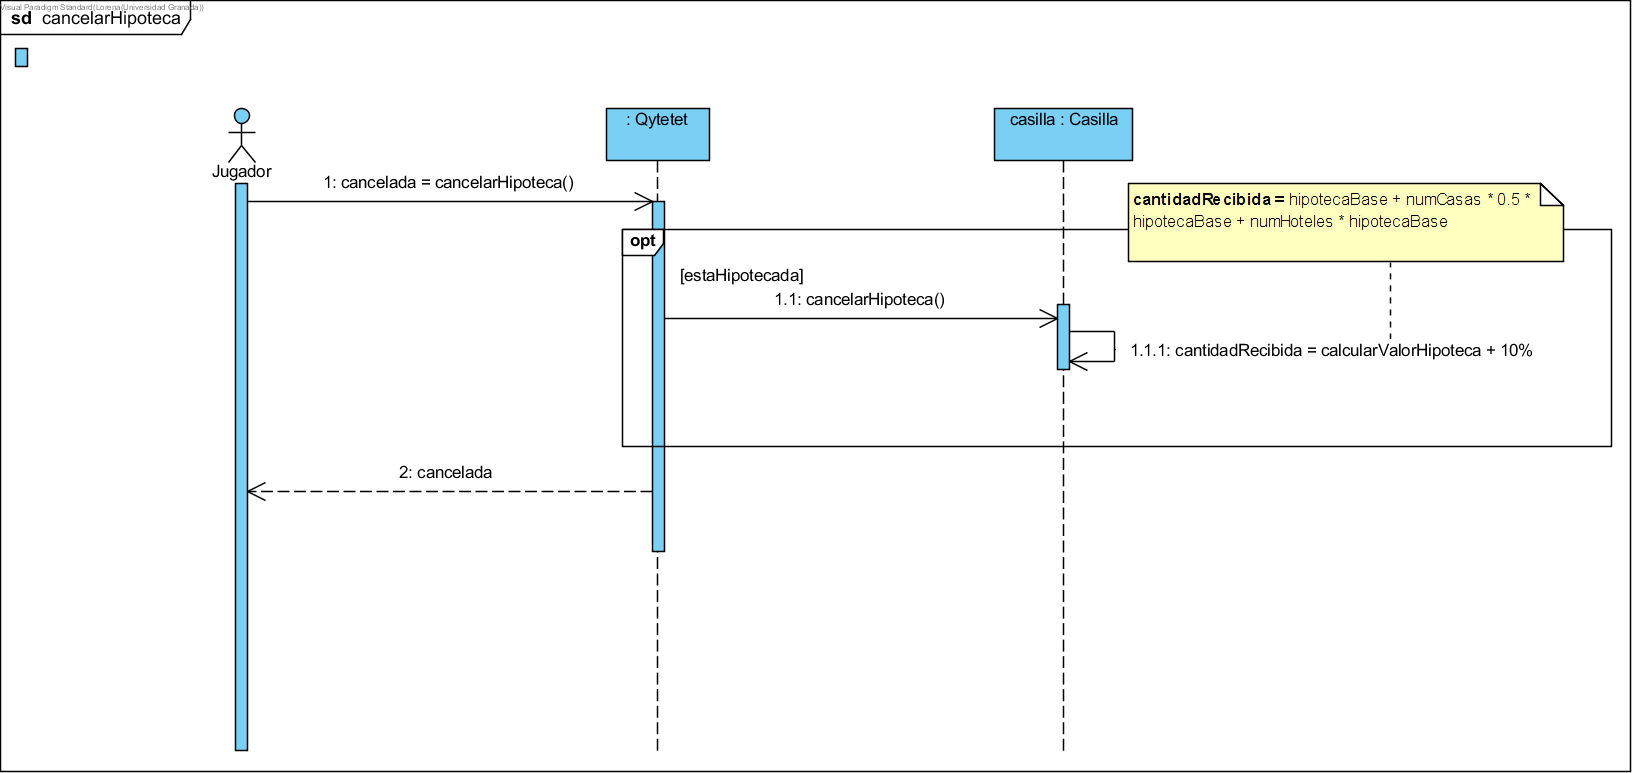 Visual Paradigm Standard(Lorena(Universidad Granada))
sd cancelarHipoteca
: Qytetet
casilla : Casilla
Jugador
1: cancelada = cancelarHipoteca()
cantidadRecibida = hipotecaBase + numCasas * 0.5 *
hipotecaBase + numHoteles * hipotecaBase
opt
[estaHipotecada]
1.1: cancelarHipoteca()
1.1.1: cantidadRecibida = calcularValorHipoteca + 10%
2: cancelada